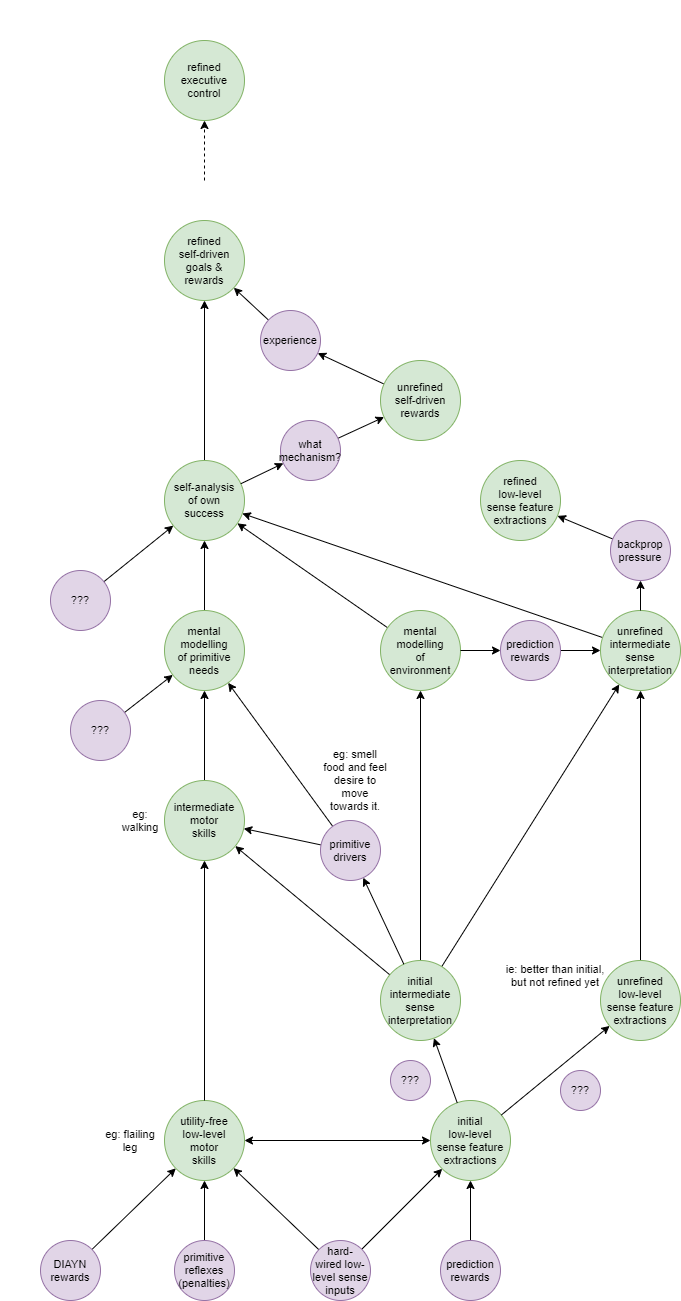 refined
executive
control
refined
self-driven
goals &
rewards
experience
unrefined
self-driven
rewards
what
mechanism?
self-analysis
of own
success
refined
low-level
sense feature
extractions
backprop
pressure
???
mental
modelling
of primitive
needs
mental
modelling
of
environment
prediction
rewards
unrefined
intermediate
sense
interpretation
???
eg: smell
food and feel
desire to
move
towards it.
eg:
walking
intermediate
motor
skills
primitive
drivers
initial
intermediate
sense
interpretation
ie: better than initial,
but not refined yet
unrefined
low-level
sense feature
extractions
???
???
eg: flailing
leg
utility-free
low-level
motor
skills
initial
low-level
sense feature
extractions
DIAYN
rewards
primitive
reflexes
(penalties)
hard-
wired low-
level sense
inputs
prediction
rewards